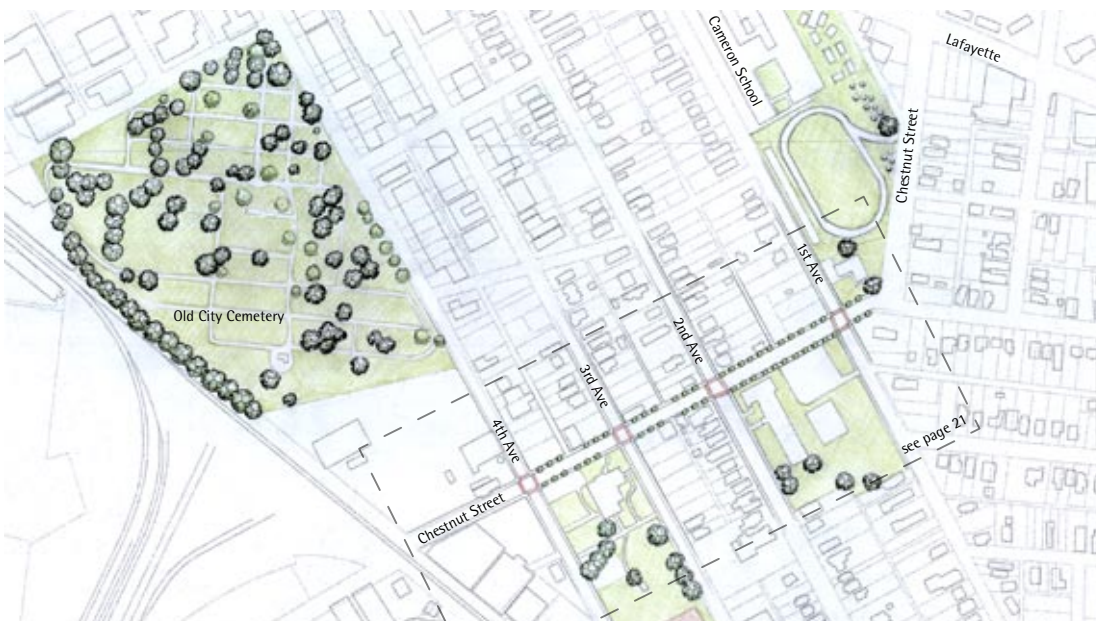 Cameron School
Lafayette
Chestnut Street
1st Ave
Old City Cemetery
2nd Ave
3rd Ave
4th Ave
see page 21
Chestnut Street